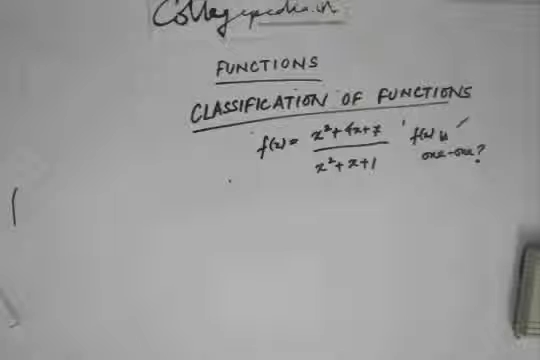 Collegepedia.in
FUNCTIONS
CLASSIFICATION OF FUNCTIONS
f(x) = x²+4x+7 / x²+x+1 'f(x) is
one-one?